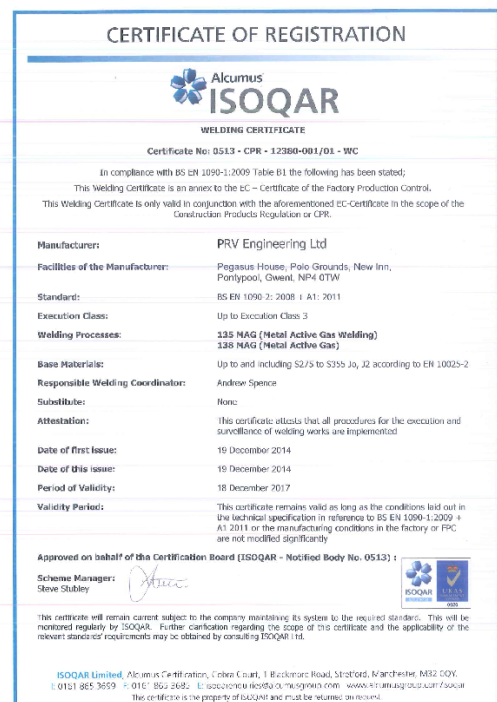 CERTIFICATE OF REGISTRATION
Alcumus
ISOQAR
WELDING CERTIFICATE
Certificate No: 0513 - CPR - 12380-001/01 - WC
In compliance with BS EN 1090-1:2009 Table B1 the following has been stated;
This Welding Certificate is an annex to the EC – Certificate of the Factory Production Control.
This Welding Certificate is only valid in conjunction with the aforementioned EC-Certificate in the scope of the
Construction Products Regulation or CPR.
Manufacturer: PRV Engineering Ltd
Facilities of the Manufacturer: Pegasus House, Polo Grounds, New Inn,
Pontypool, Gwent, NP4 0TW
Standard: BS EN 1090-2: 2008 + A1: 2011
Execution Class: Up to Execution Class 3
Welding Processes: 135 MAG (Metal Active Gas Welding)
138 MAG (Metal Active Gas)
Base Materials: Up to and including S275 to S355 Jo, J2 according to EN 10025-2
Responsible Welding Coordinator: Andrew Spence
Substitute: None
Attestation: This certificate attests that all procedures for the execution and
surveillance of welding works are implemented
Date of first issue: 19 December 2014
Date of this issue: 19 December 2014
Period of Validity: 18 December 2017
Validity Period: This certificate remains valid as long as the conditions laid out in
the technical specification in reference to BS EN 1090-1:2009 +
A1 2011 or the manufacturing conditions in the factory or FPC
are not modified significantly
Approved on behalf of the Certification Board (ISOQAR - Notified Body No. 0513) :
Scheme Manager:
Steve Stubley
ISOQAR
UKAS
0026
This certificate will remain current subject to the company maintaining its system to the required standard. This will be
monitored regularly by ISOQAR. Further clarification regarding the scope of this certificate and the applicability of the
relevant standards' requirements may be obtained by consulting ISOQAR Ltd.
ISOQAR Limited, Alcumus Certification, Cobra Court, 1 Blackmore Road, Stretford, Manchester, M32 0QY.
T: 0161 865 3699 F: 0161 865 3685 E: isoqarenquiries@alcumusgroup.com www.alcumusgroup.com/isoqar
This certificate is the property of ISOQAR and must be returned on request.